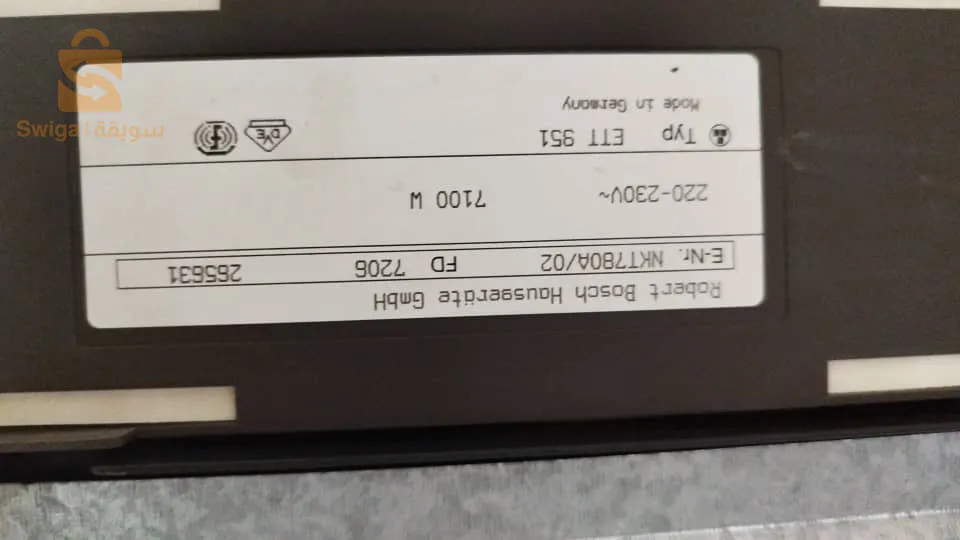 Robert Bosch Hausgeräte GmbH
E-Nr. NKT780A/02 FD 7206 265631
220-230V~ 7100 W
Typ ETT 951
DVE
Made in Germany
Swiga سويقة